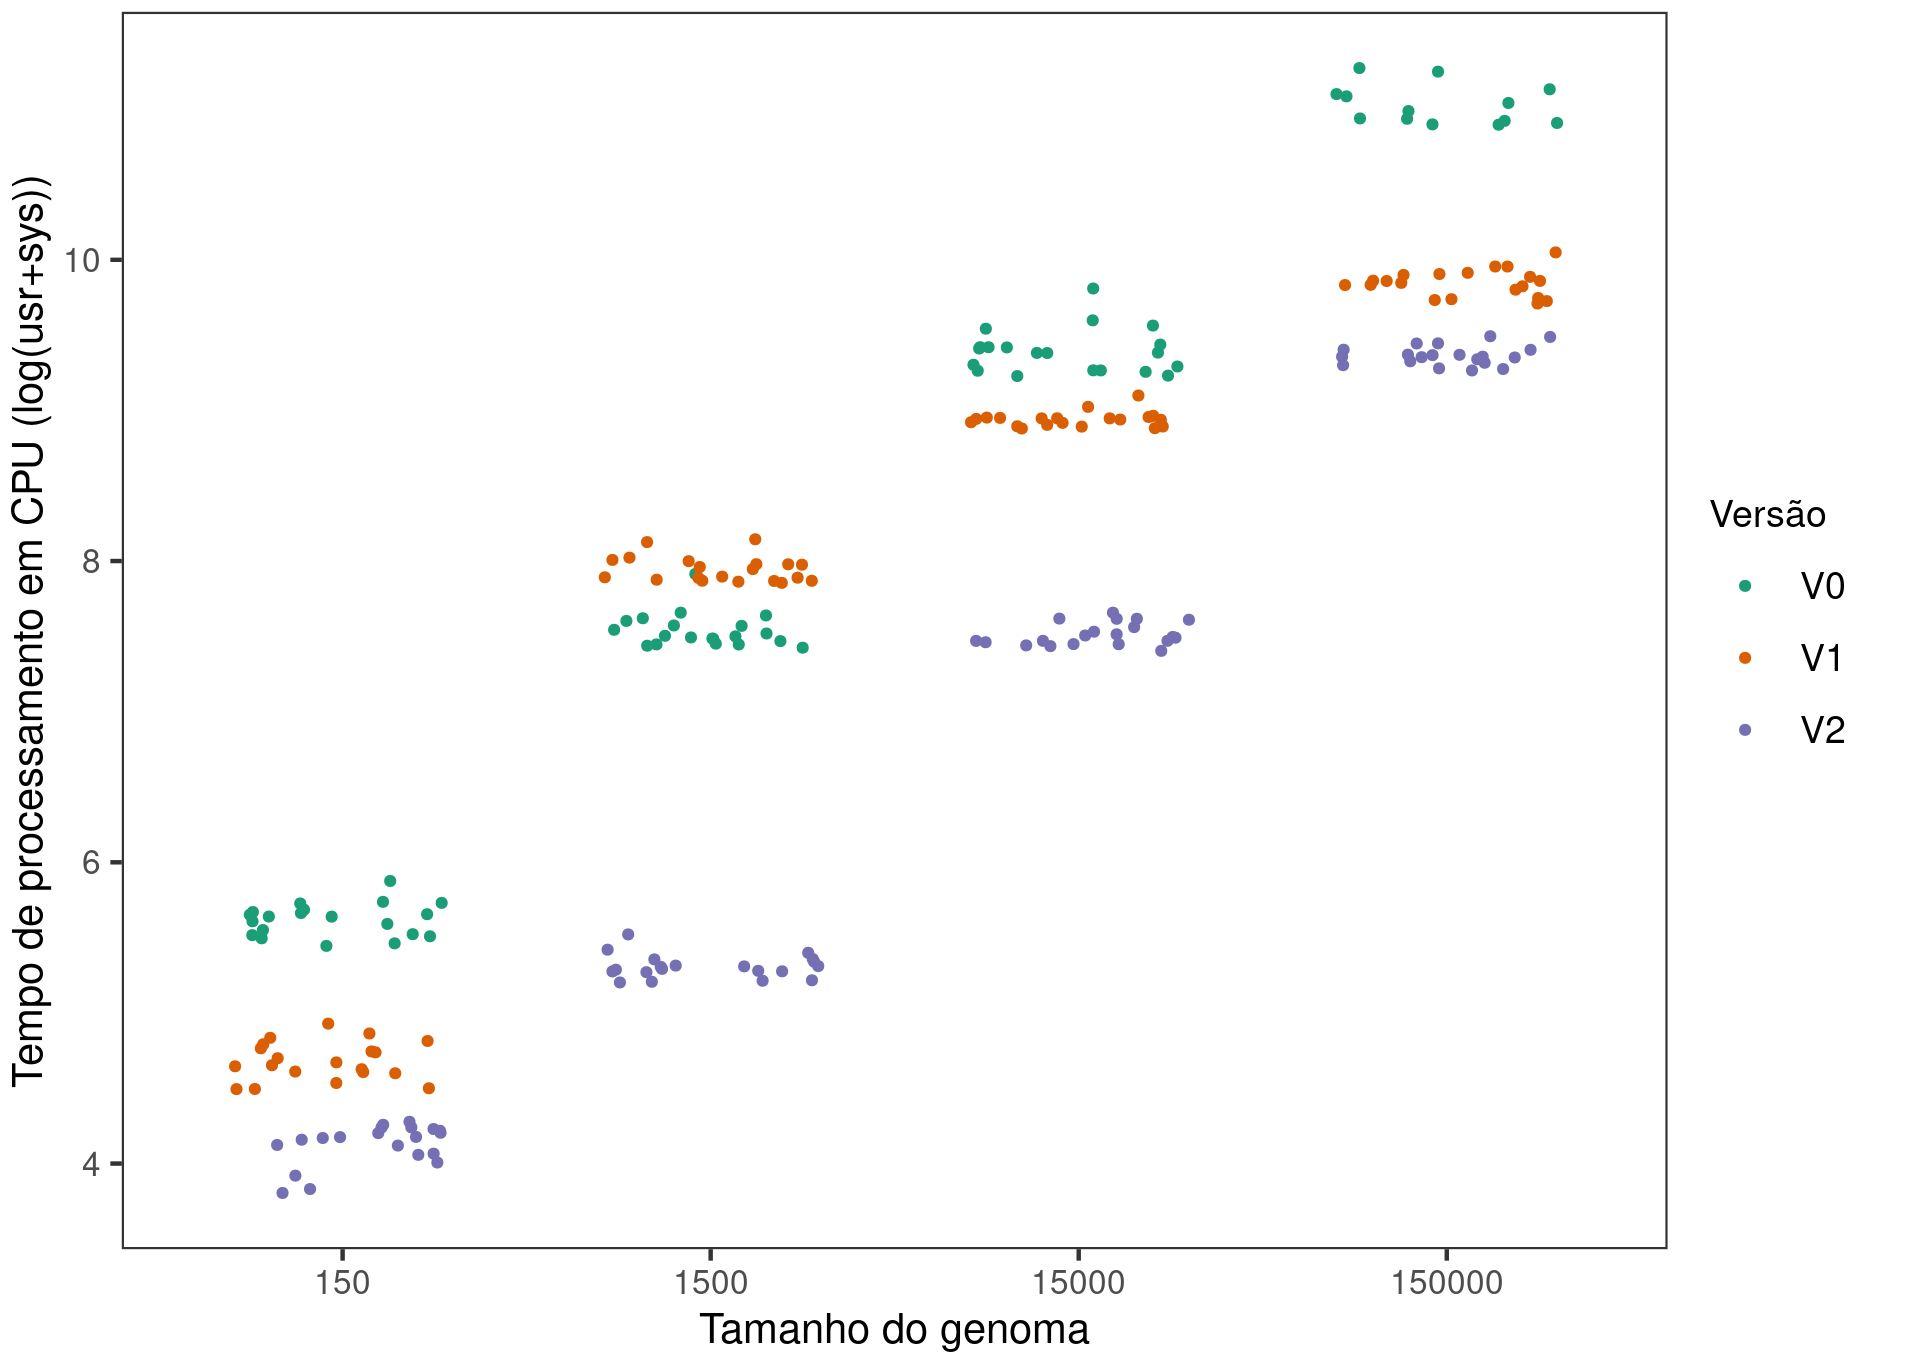 Tempo de processamento em CPU (log(usr+sys))
10
8
6
4
150
1500
15000
150000
Tamanho do genoma
Versão
V0
V1
V2